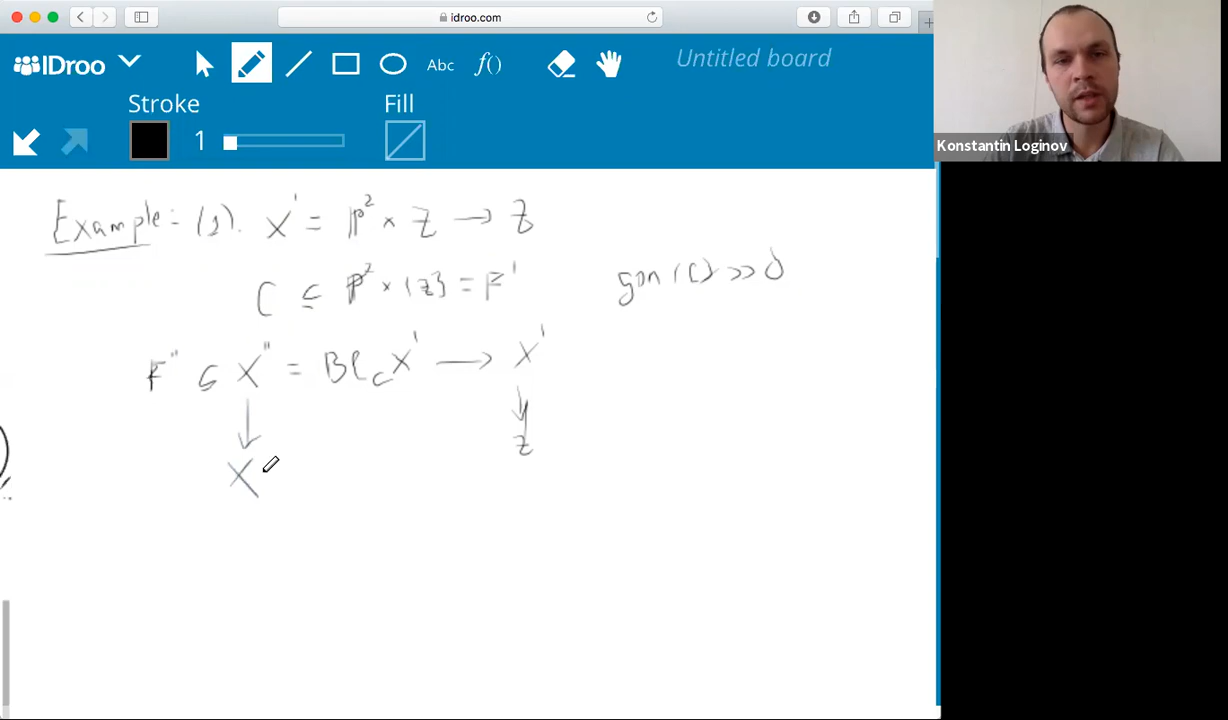 idroo.com
IDroo
Abc
f()
Untitled board
Stroke
Fill
1
Konstantin Loginov
Example: (1). X' = ℙ² × Z → Z
C ⊆ ℙ² × {z} = F' gon(C) >> 0
F'' ⊆ X'' = Bl_C X' → X'
↓ ↓
X Z